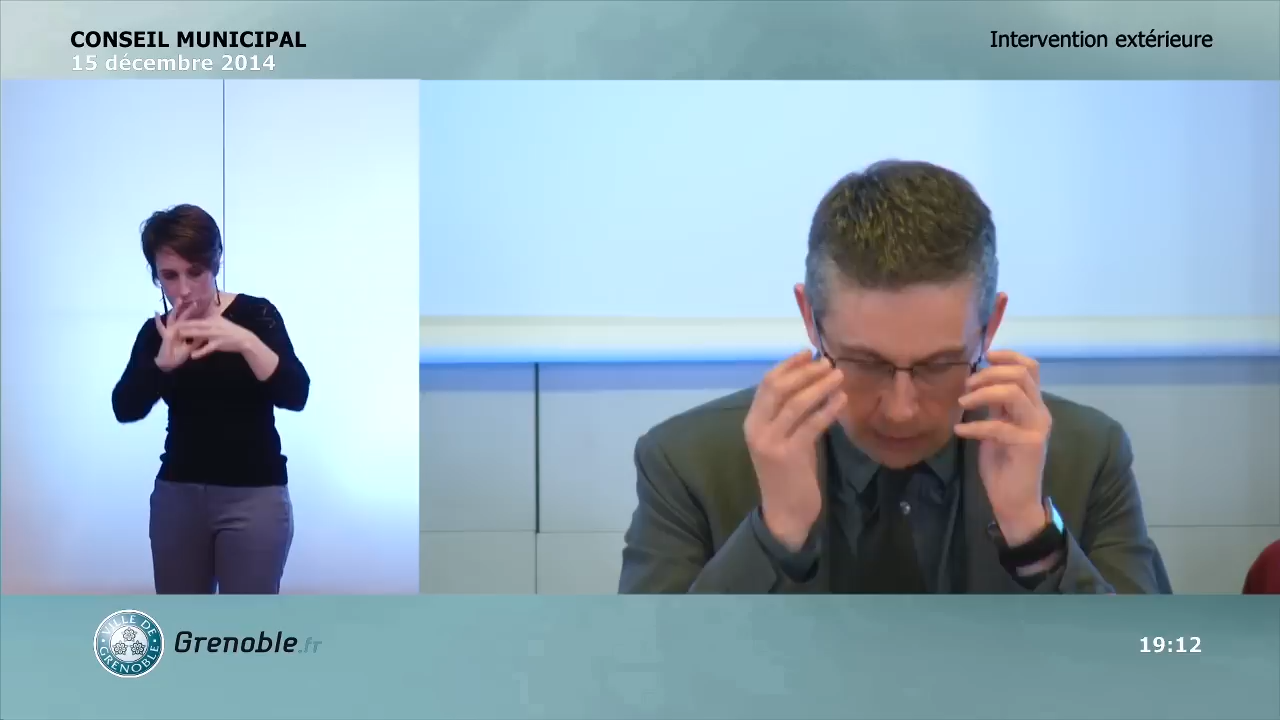 CONSEIL MUNICIPAL
15 décembre 2014
Intervention extérieure
VILLE DE
GRENOBLE
Grenoble.fr
19:12